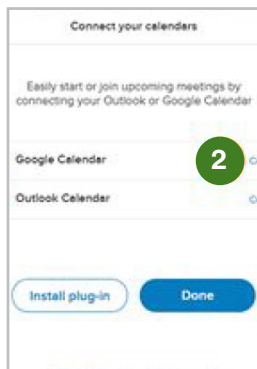 Connect your calendars
Easily start or join upcoming meetings by
connecting your Outlook or Google Calendar
Google Calendar
2
Outlook Calendar
Install plug-in
Done